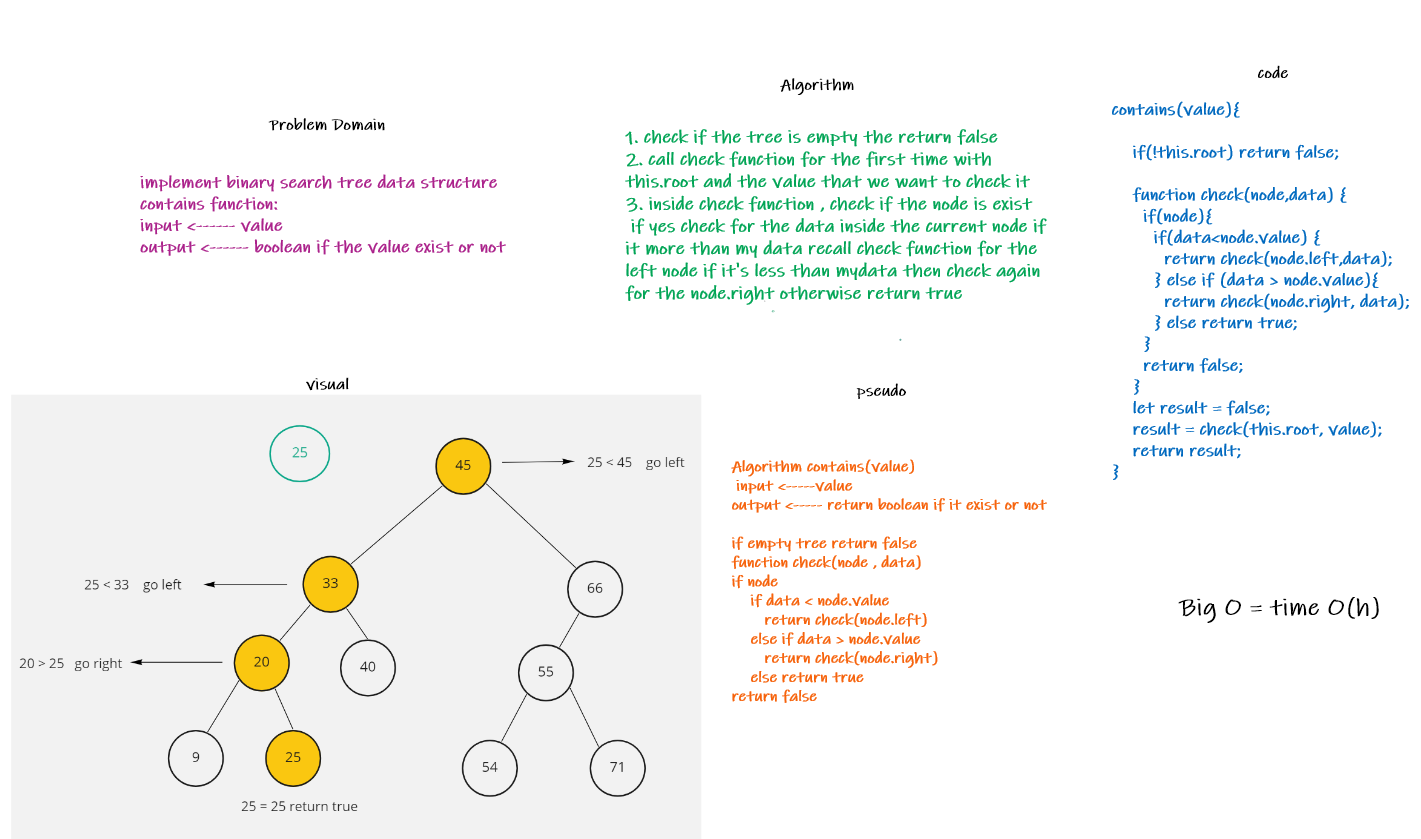 Problem Domain
implement binary search tree data structure
contains function:
input <------ value
output <------ boolean if the value exist or not
Algorithm
1. check if the tree is empty the return false
2. call check function for the first time with
this.root and the value that we want to check it
3. inside check function , check if the node is exist
if yes check for the data inside the current node if
it more than my data recall check function for the
left node if it's less than mydata then check again
for the node.right otherwise return true
code
contains(value){
if(!this.root) return false;
function check(node,data) {
if(node){
if(data<node.value) {
return check(node.left,data);
} else if (data > node.value){
return check(node.right, data);
} else return true;
}
return false;
}
let result = false;
result = check(this.root, value);
return result;
}
visual
25
45
25 < 45 go left
25 < 33 go left
33
66
20 > 25 go right
20
40
55
9
25
54
71
25 = 25 return true
pseudo
Algorithm contains(value)
input <-----value
output <----- return boolean if it exist or not
if empty tree return false
function check(node , data)
if node
if data < node.value
return check(node.left)
else if data > node.value
return check(node.right)
else return true
return false
Big O = time O(h)